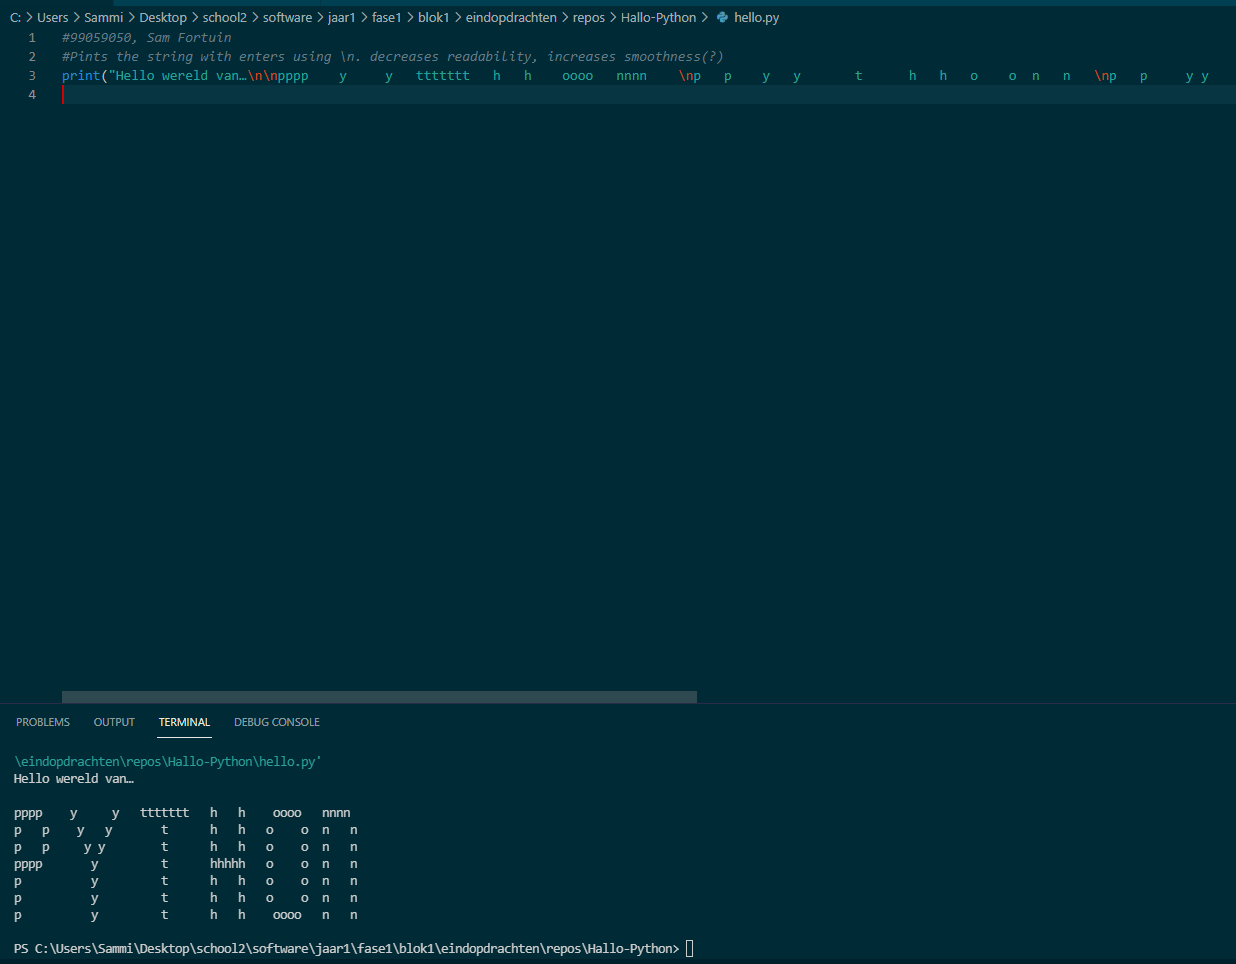 C: > Users > Sammi > Desktop > school2 > software > jaar1 > fase1 > blok1 > eindopdrachten > repos > Hallo-Python > hello.py
1 #99059050, Sam Fortuin
2 #Pints the string with enters using \n. decreases readability, increases smoothness(?)
3 print("Hello wereld van…\n\npppp    y     y   ttttttt   h   h    oooo   nnnn    \np   p    y   y       t      h   h   o    o  n   n   \np   p     y y
4
PROBLEMS OUTPUT TERMINAL DEBUG CONSOLE
\eindopdrachten\repos\Hallo-Python\hello.py'
Hello wereld van…
pppp    y     y   ttttttt   h   h    oooo   nnnn
p   p    y   y       t      h   h   o    o  n   n
p   p     y y        t      h   h   o    o  n   n
pppp       y         t      hhhhh   o    o  n   n
p          y         t      h   h   o    o  n   n
p          y         t      h   h   o    o  n   n
p          y         t      h   h    oooo   n   n
PS C:\Users\Sammi\Desktop\school2\software\jaar1\fase1\blok1\eindopdrachten\repos\Hallo-Python>